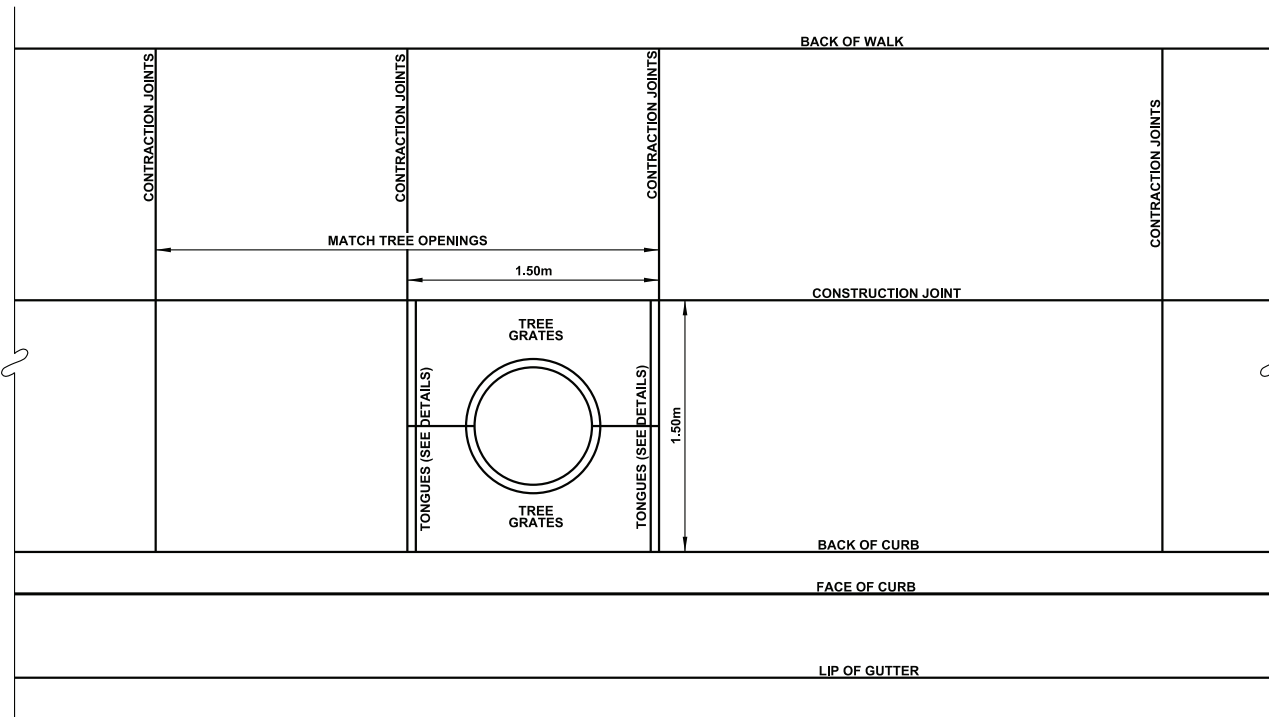 BACK OF WALK
CONTRACTION JOINTS
CONTRACTION JOINTS
CONTRACTION JOINTS
CONTRACTION JOINTS
MATCH TREE OPENINGS
1.50m
CONSTRUCTION JOINT
TREE
GRATES
TONGUES (SEE DETAILS)
TONGUES (SEE DETAILS)
1.50m
TREE
GRATES
BACK OF CURB
FACE OF CURB
LIP OF GUTTER